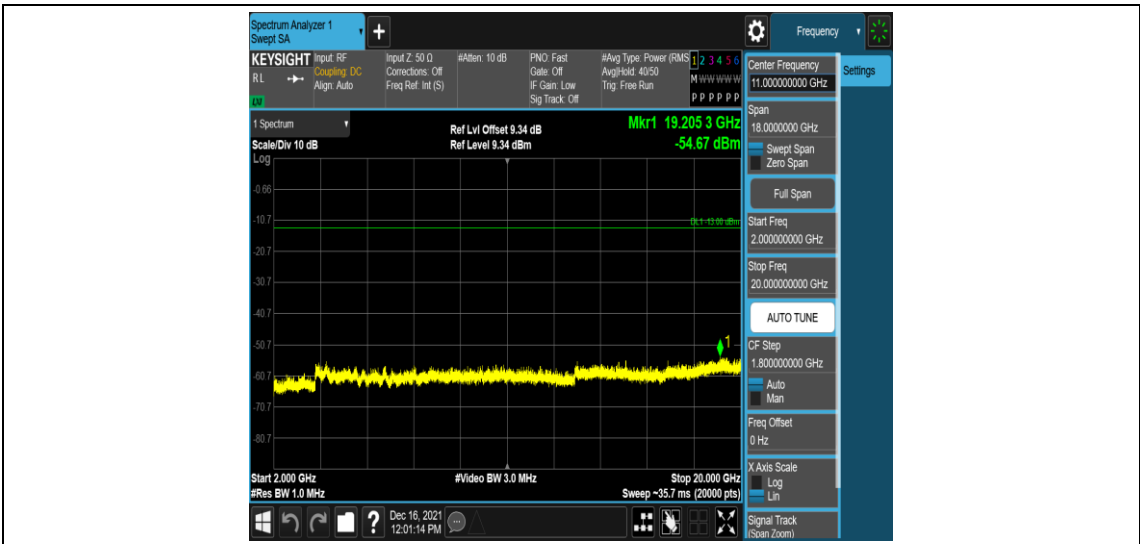 Spectrum Analyzer 1
Swept SA
+
Frequency
KEYSIGHT
RL
LXI
Input: RF
Coupling: DC
Align: Auto
Input Z: 50 Ω
Corrections: Off
Freq Ref: Int (S)
#Atten: 10 dB
PNO: Fast
Gate: Off
IF Gain: Low
Sig Track: Off
#Avg Type: Power (RMS
Avg|Hold: 40/50
Trig: Free Run
1 2 3 4 5 6
M W W W W W
P P P P P P
Center Frequency
11.000000000 GHz
Settings
Span
18.0000000 GHz
Swept Span
Zero Span
Full Span
Start Freq
2.000000000 GHz
Stop Freq
20.000000000 GHz
AUTO TUNE
CF Step
1.800000000 GHz
Auto
Man
Freq Offset
0 Hz
X Axis Scale
Log
Lin
Signal Track
(Span Zoom)
1 Spectrum
Scale/Div 10 dB
Log
Ref Lvl Offset 9.34 dB
Ref Level 9.34 dBm
Mkr1 19.205 3 GHz
-54.67 dBm
-0.66
-10.7
DL1 -13.00 dBm
-20.7
-30.7
-40.7
-50.7
1
-60.7
-70.7
-80.7
Start 2.000 GHz
#Video BW 3.0 MHz
Stop 20.000 GHz
#Res BW 1.0 MHz
Sweep ~35.7 ms (20000 pts)
?
Dec 16, 2021
12:01:14 PM